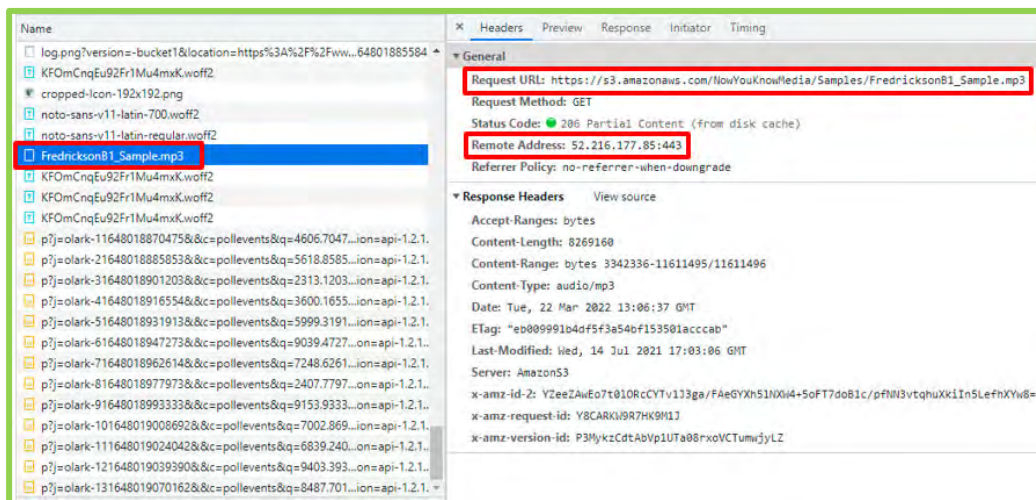 Name
log.png?version=-bucket1&location=https%3A%2F%2Fww...64801885584
KFOmCnqEu92Fr1Mu4mxK.woff2
cropped-Icon-192x192.png
noto-sans-v11-latin-700.woff2
noto-sans-v11-latin-regular.woff2
FredricksonB1_Sample.mp3
KFOmCnqEu92Fr1Mu4mxK.woff2
KFOmCnqEu92Fr1Mu4mxK.woff2
KFOmCnqEu92Fr1Mu4mxK.woff2
p?j=olark-11648018870475&&c=pollevents&q=4606.7047...ion=api-1.2.1.
p?j=olark-21648018885853&&c=pollevents&q=5618.8585...ion=api-1.2.1.
p?j=olark-31648018901203&&c=pollevents&q=2313.1203...ion=api-1.2.1.
p?j=olark-41648018916554&&c=pollevents&q=3600.1655...ion=api-1.2.1.
p?j=olark-51648018931913&&c=pollevents&q=5999.3191...ion=api-1.2.1.
p?j=olark-61648018947273&&c=pollevents&q=9039.4727...ion=api-1.2.1.
p?j=olark-71648018962614&&c=pollevents&q=7248.6261...ion=api-1.2.1.
p?j=olark-81648018977973&&c=pollevents&q=2407.7797...on=api-1.2.1.
p?j=olark-91648018993333&&c=pollevents&q=9153.9333...ion=api-1.2.1.
p?j=olark-101648019008692&&c=pollevents&q=7002.869...ion=api-1.2.1.
p?j=olark-111648019024042&&c=pollevents&q=6839.240...ion=api-1.2.1.
p?j=olark-121648019039390&&c=pollevents&q=9403.393...on=api-1.2.1.
p?j=olark-131648019070162&&c=pollevents&q=8487.701...ion=api-1.2.1.
× Headers Preview Response Initiator Timing
General
Request URL: https://s3.amazonaws.com/NowYouKnowMedia/Samples/FredricksonB1_Sample.mp3
Request Method: GET
Status Code: 206 Partial Content (from disk cache)
Remote Address: 52.216.177.85:443
Referrer Policy: no-referrer-when-downgrade
Response Headers View source
Accept-Ranges: bytes
Content-Length: 8269160
Content-Range: bytes 3342336-11611495/11611496
Content-Type: audio/mp3
Date: Tue, 22 Mar 2022 13:06:37 GMT
ETag: "eb009991b4df5f3a54bf153501acccab"
Last-Modified: Wed, 14 Jul 2021 17:03:06 GMT
Server: AmazonS3
x-amz-id-2:
x-amz-request-id: Y8CARKW9R7HK9M1J
x-amz-version-id: P3MykzCdtAbVp1UTa08rxoVCTumwjyLZ